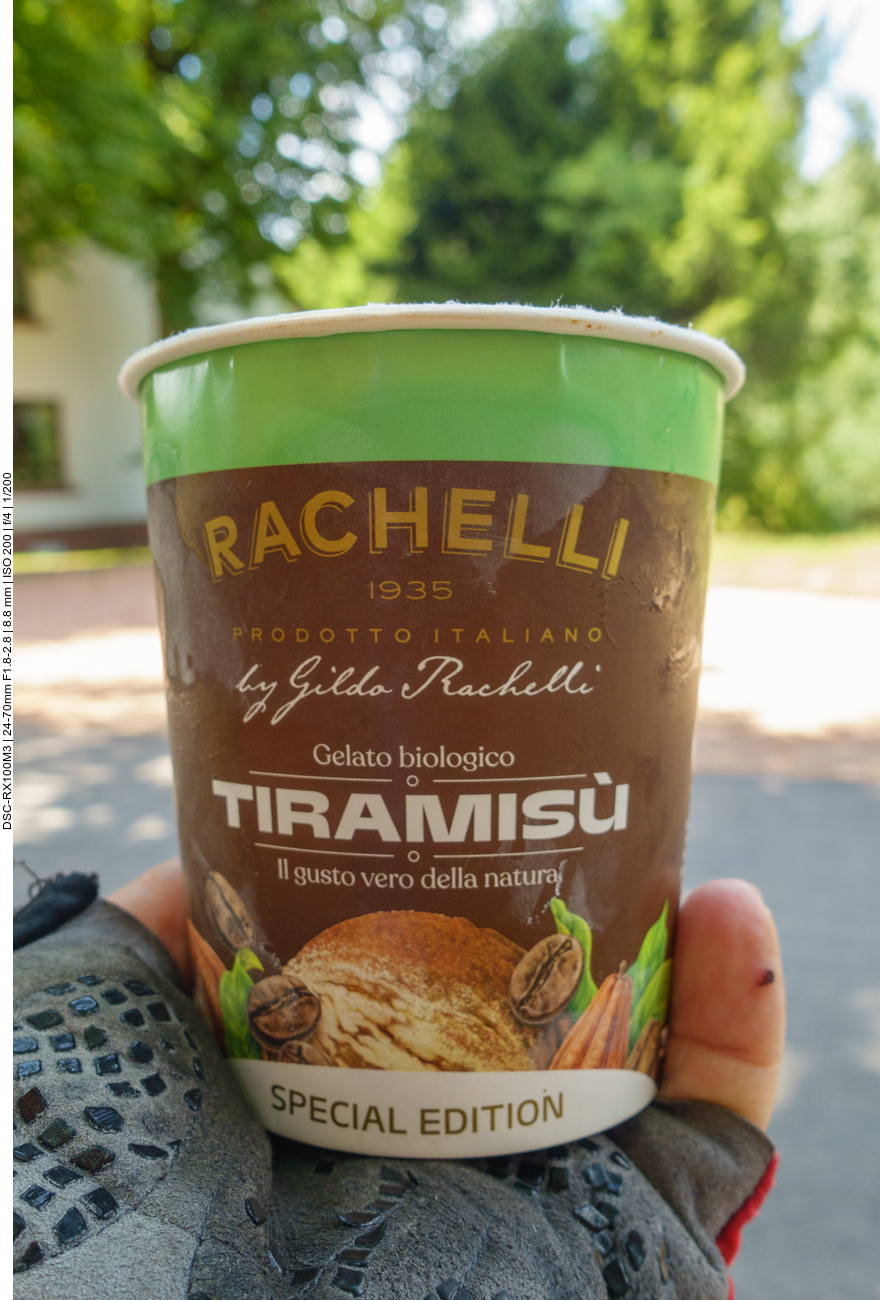 RACHELLI
1935
PRODOTTO ITALIANO
by Gildo Rachelli
Gelato biologico
TIRAMISÙ
Il gusto vero della natura
SPECIAL EDITION
DSC-RX100M3 | 24-70mm F1.8-2.8 | 8.8 mm | ISO 200 | f/4 | 1/200